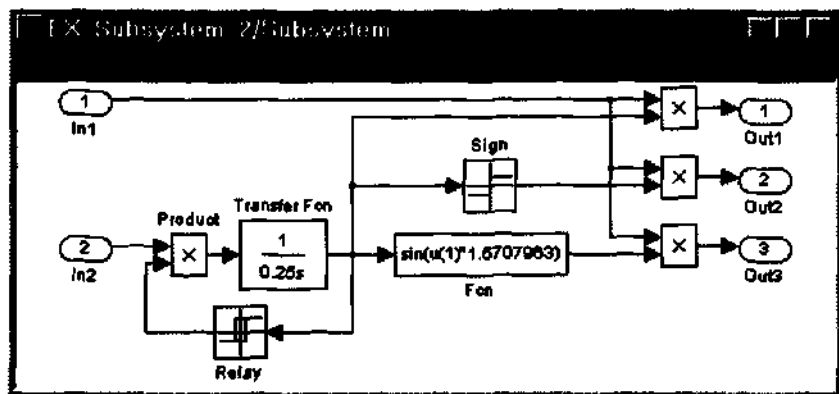 EX Subsystem 2/Subsystem
1
In1
×
1
Out1
Sign
×
2
Out2
Product
Transfer Fcn
2
In2
×
1
0.25s
sin(u(1)*1.5707963)
Fcn
×
3
Out3
Relay